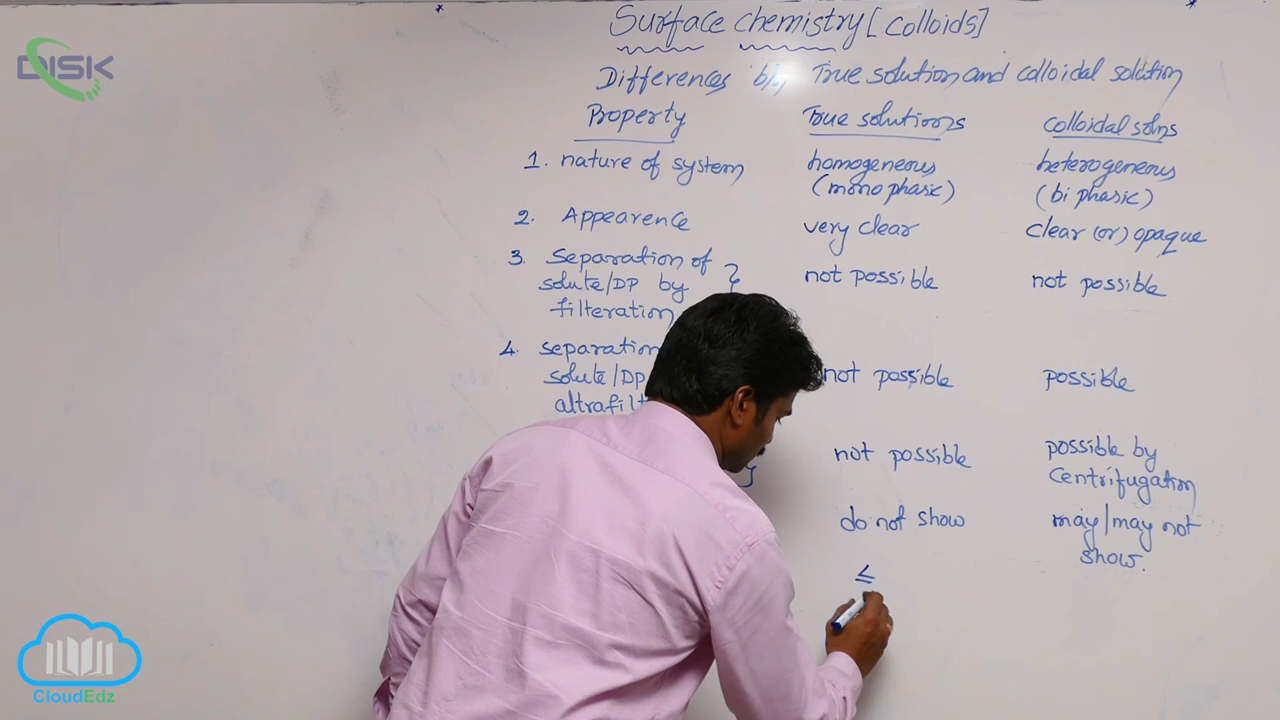 DISK
Surface chemistry [colloids]
Differences b/n True solution and colloidal solution
Property True solutions colloidal solns
1. nature of system homogeneous heterogeneous
(mono phasic) (bi phasic)
2. Appearence very clear clear (or) opaque
3. Separation of
solute/DP by not possible not possible
filteration
4. separation
solute/DP not possible possible
altrafilt
not possible possible by
Centrifugation
do not show may/may not
show.
≤
CloudEdz